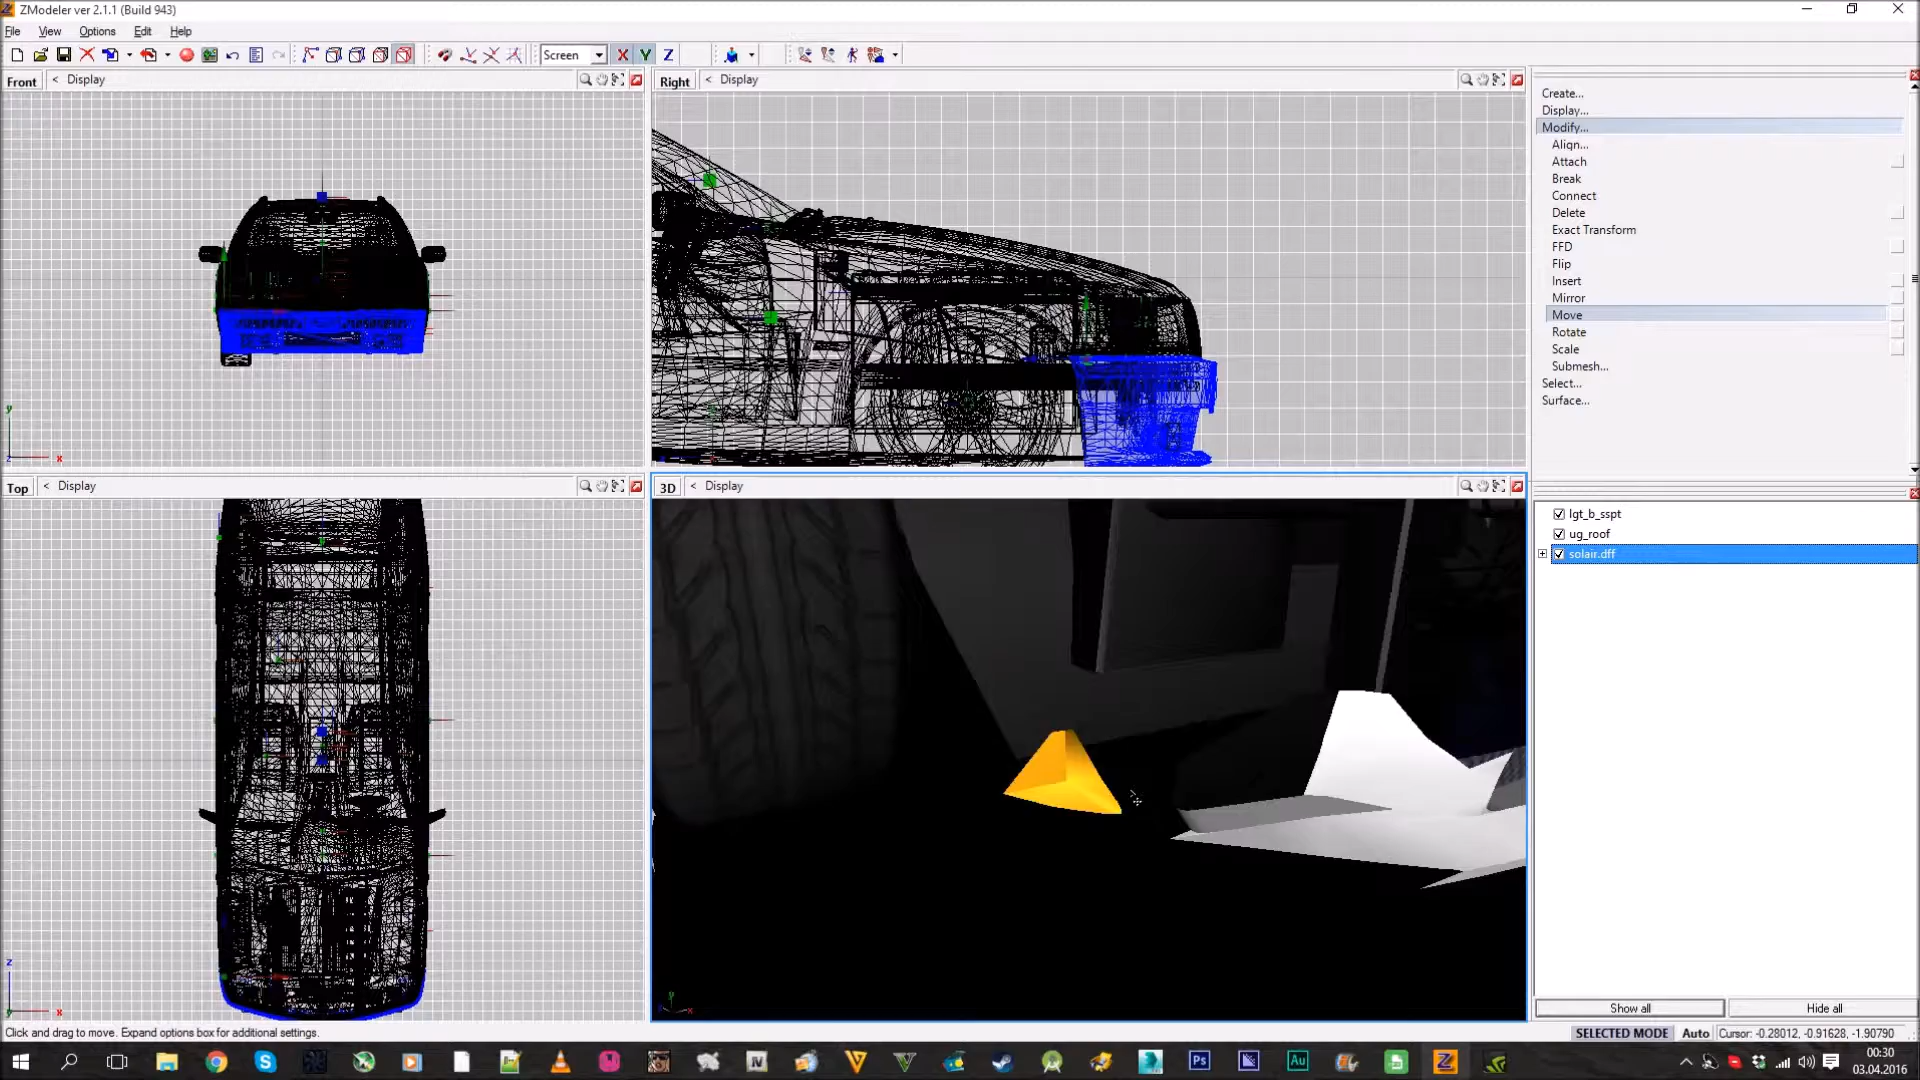 ZModeler ver 2.1.1 (Build 943)
File View Options Edit Help
Screen X Y Z
Front < Display
Right < Display
Create...
Display...
Modify...
Align...
Attach
Break
Connect
Delete
Exact Transform
FFD
Flip
Insert
Mirror
Move
Rotate
Scale
Submesh...
Select...
Surface...
y
z x
Top < Display
3D < Display
lgt_b_sspt
ug_roof
solair.dff
z
y x
y
x
Show all Hide all
Click and drag to move. Expand options box for additional settings.
SELECTED MODE Auto Cursor: -0.28012, -0.91628, -1.90790
IV V Ps Au Z
00:30
03.04.2016